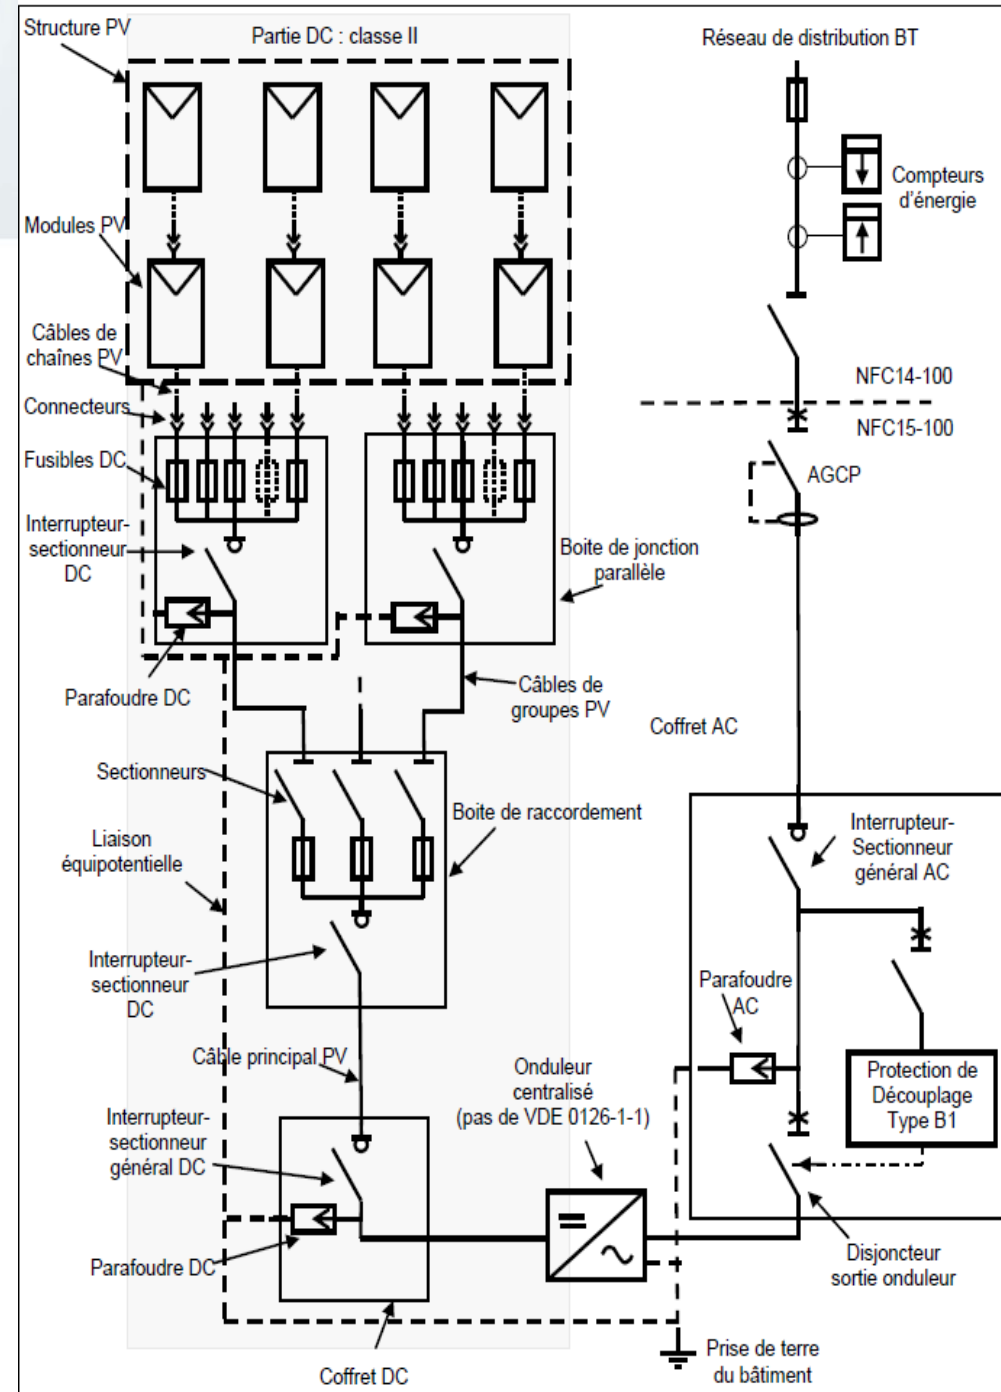 Structure PV
Partie DC : classe II
Réseau de distribution BT
Compteurs
d'énergie
Modules PV
Câbles de
chaînes PV
NFC14-100
Connecteurs
NFC15-100
Fusibles DC
AGCP
Interrupteur-
sectionneur
DC
Boite de jonction
parallèle
Parafoudre DC
Câbles de
groupes PV
Coffret AC
Sectionneurs
Boite de raccordement
Interrupteur-
Sectionneur
général AC
Liaison
équipotentielle
Interrupteur-
sectionneur
DC
Parafoudre
AC
Câble principal PV
Onduleur
centralisé
(pas de VDE 0126-1-1)
Protection de
Découplage
Type B1
Interrupteur-
sectionneur
général DC
Parafoudre DC
Disjoncteur
sortie onduleur
Prise de terre
du bâtiment
Coffret DC